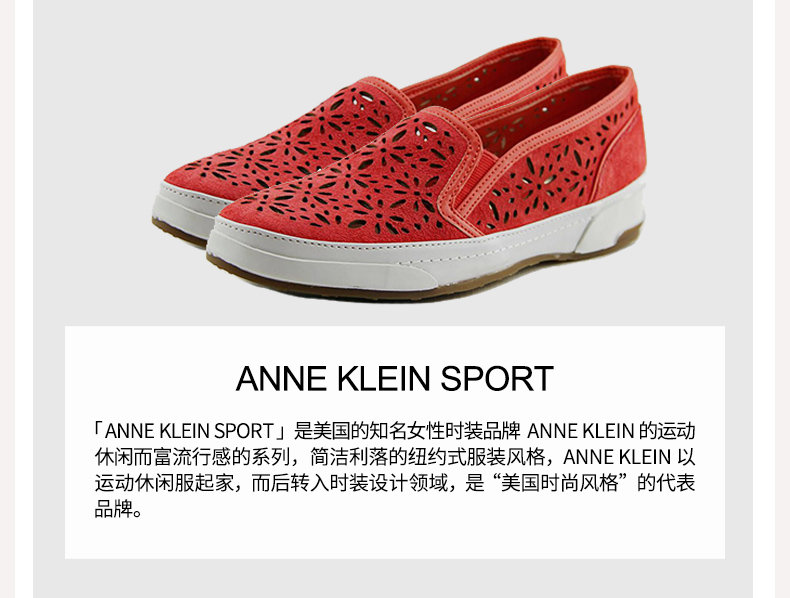 ANNE KLEIN SPORT
「ANNE KLEIN SPORT」是美国的知名女性时装品牌 ANNE KLEIN 的运动
休闲而富流行感的系列，简洁利落的纽约式服装风格，ANNE KLEIN 以
运动休闲服起家，而后转入时装设计领域，是“美国时尚风格”的代表
品牌。